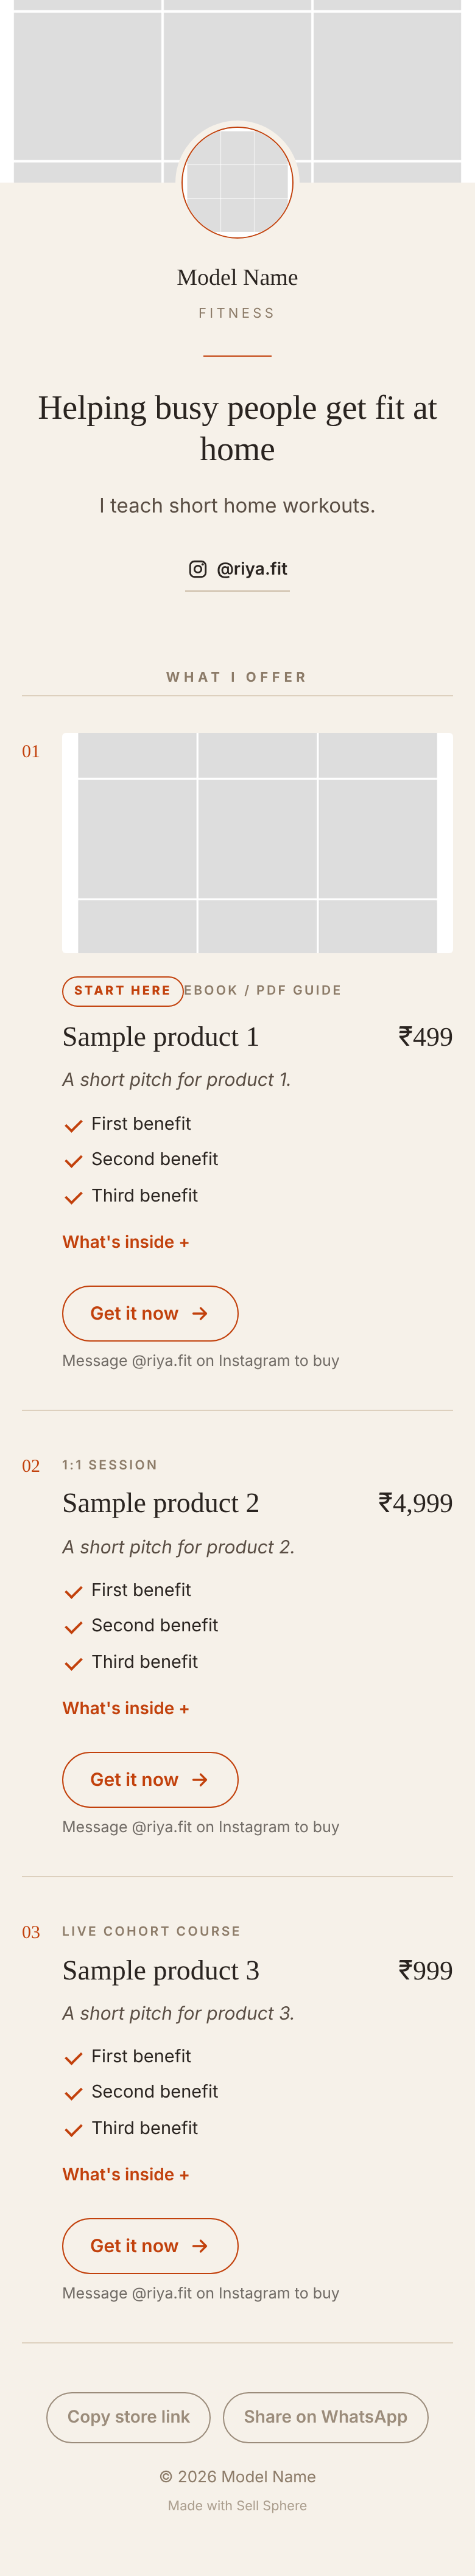 Model Name
FITNESS
Helping busy people get fit at
home
I teach short home workouts.
@riya.fit
WHAT I OFFER
01
START HERE EBOOK / PDF GUIDE
Sample product 1 ₹499
A short pitch for product 1.
First benefit
Second benefit
Third benefit
What's inside +
Get it now →
Message @riya.fit on Instagram to buy
02 1:1 SESSION
Sample product 2 ₹4,999
A short pitch for product 2.
First benefit
Second benefit
Third benefit
What's inside +
Get it now →
Message @riya.fit on Instagram to buy
03 LIVE COHORT COURSE
Sample product 3 ₹999
A short pitch for product 3.
First benefit
Second benefit
Third benefit
What's inside +
Get it now →
Message @riya.fit on Instagram to buy
Copy store link Share on WhatsApp
© 2026 Model Name
Made with Sell Sphere